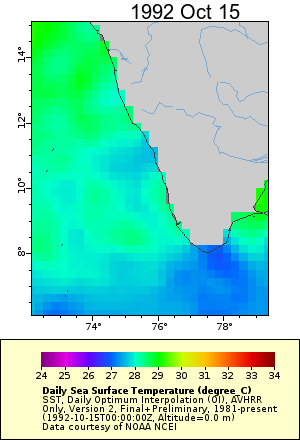 1992 Oct 15
14°
12°
10°
8°
74° 76° 78°
24 25 26 27 28 29 30 31 32 33 34
Daily Sea Surface Temperature (degree_C)
SST, Daily Optimum Interpolation (OI), AVHRR
Only, Version 2, Final+Preliminary, 1981-present
(1992-10-15T00:00:00Z, Altitude=0.0 m)
Data courtesy of NOAA NCEI